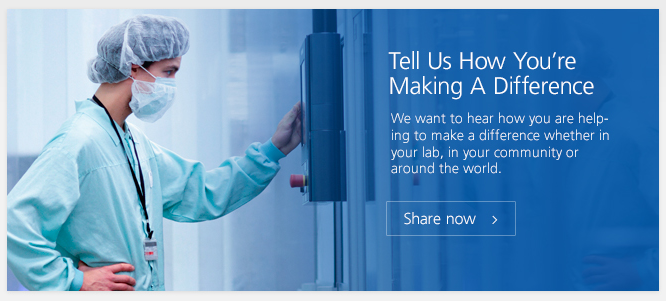 Tell Us How You're
Making A Difference
We want to hear how you are help-
ing to make a difference whether in
your lab, in your community or
around the world.
Share now >